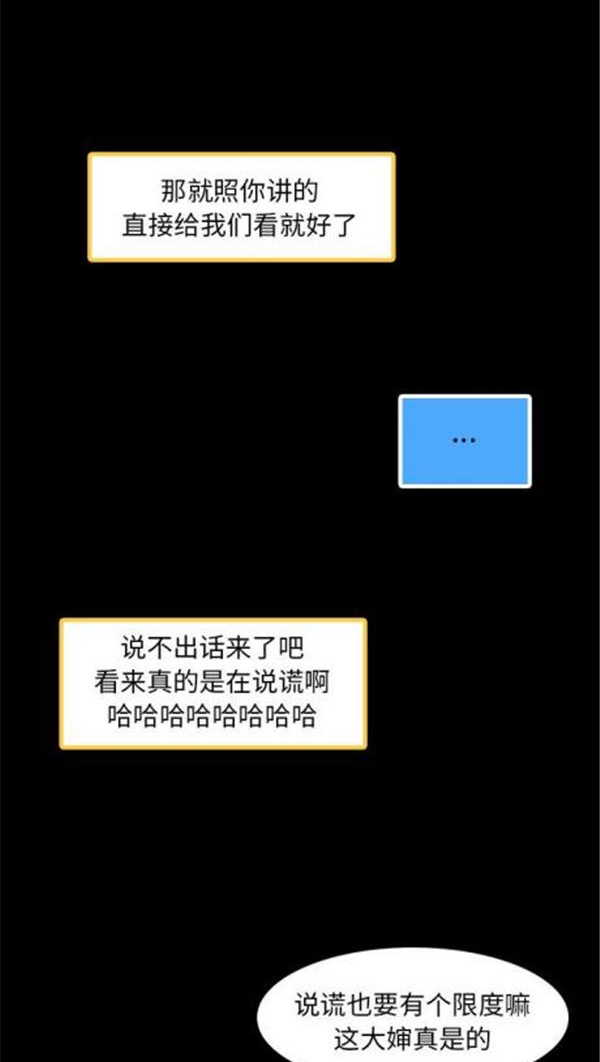 那就照你讲的
直接给我们看就好了
...
说不出话来了吧
看来真的是在说谎啊
哈哈哈哈哈哈哈哈
说谎也要有个限度嘛
这大婶真是的